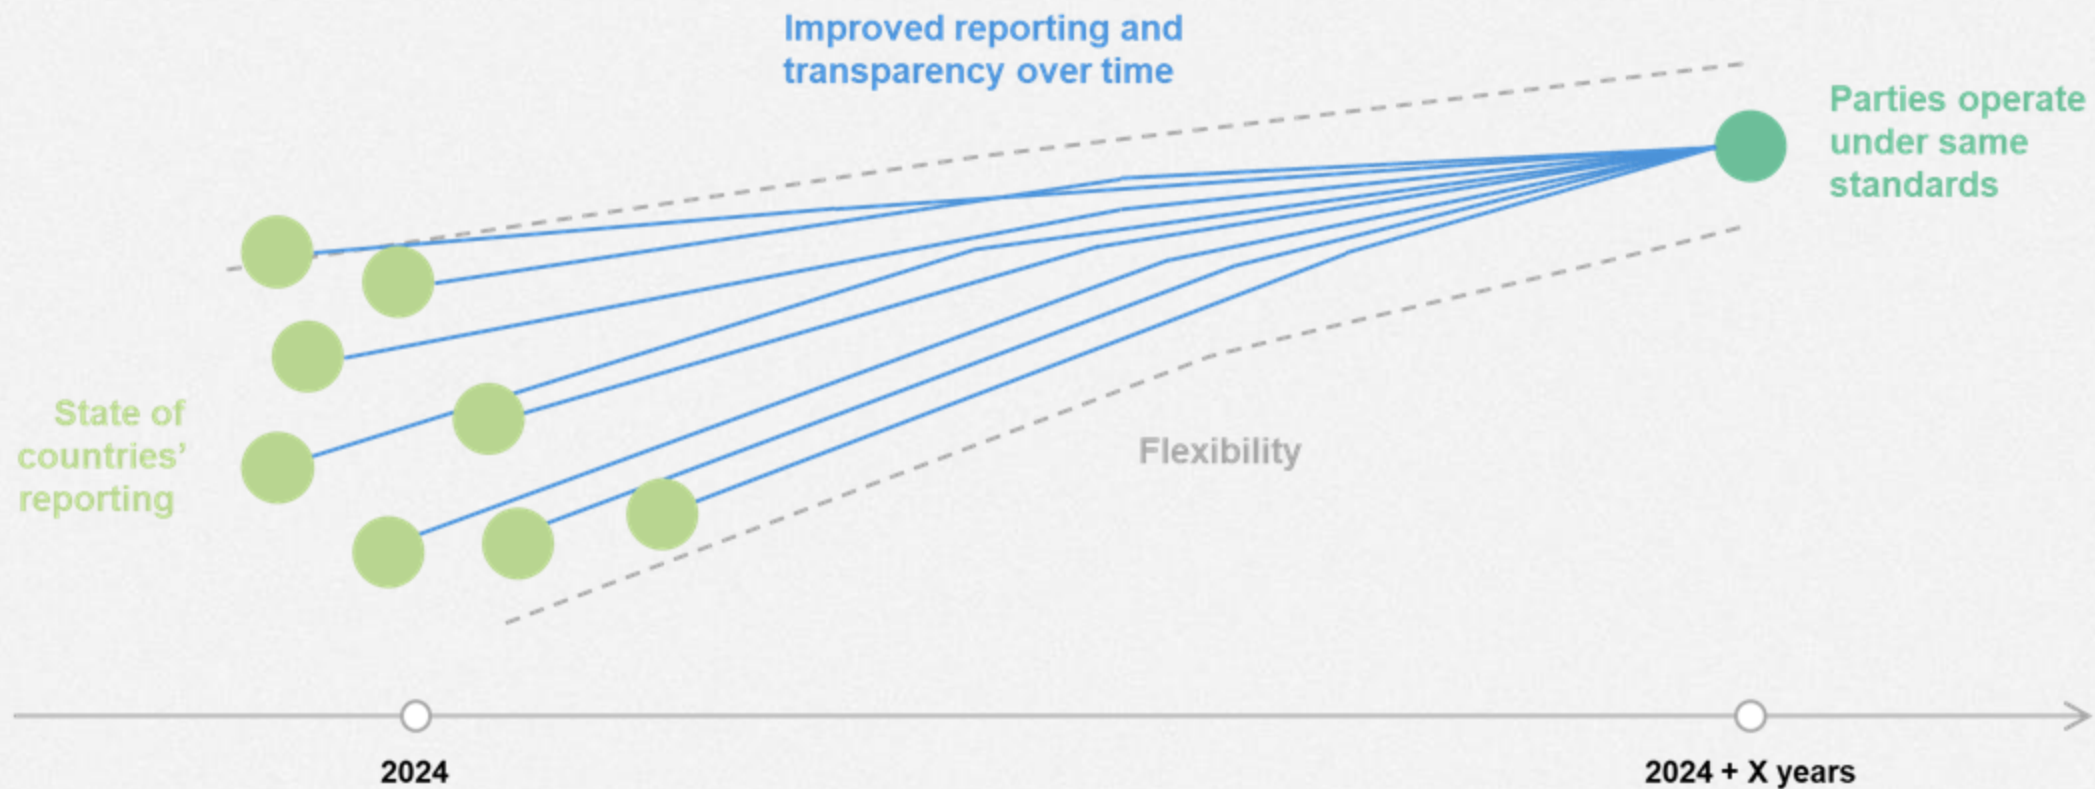 Improved reporting and
transparency over time
Parties operate
under same
standards
State of
countries’
reporting
Flexibility
2024
2024 + X years